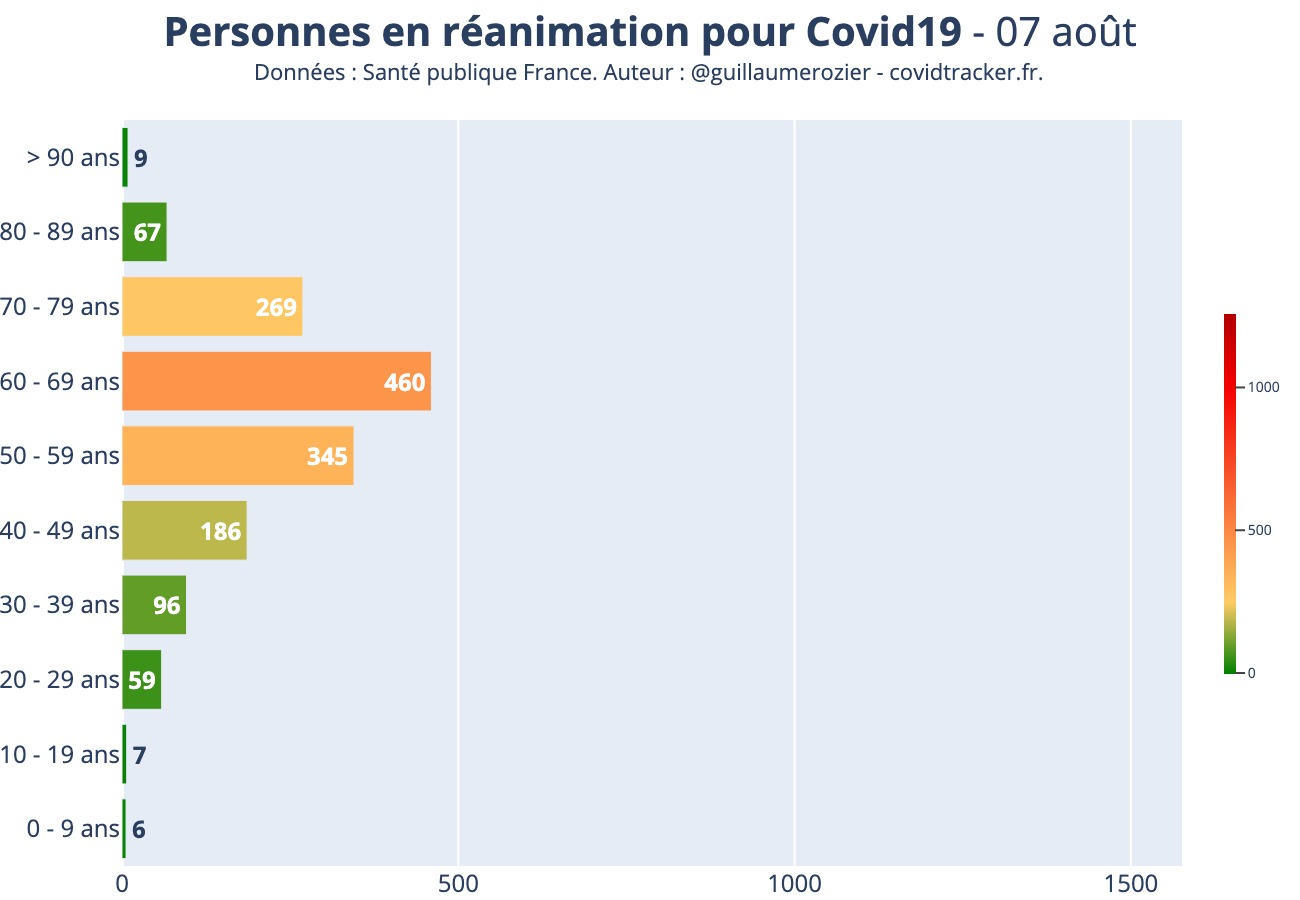 Personnes en réanimation pour Covid19 - 07 août
Données : Santé publique France. Auteur : @guillaumerozier - covidtracker.fr.
> 90 ans 9
80 - 89 ans 67
70 - 79 ans 269
60 - 69 ans 460
50 - 59 ans 345
40 - 49 ans 186
30 - 39 ans 96
20 - 29 ans 59
10 - 19 ans 7
0 - 9 ans 6
0 500 1000 1500
1000
500
0